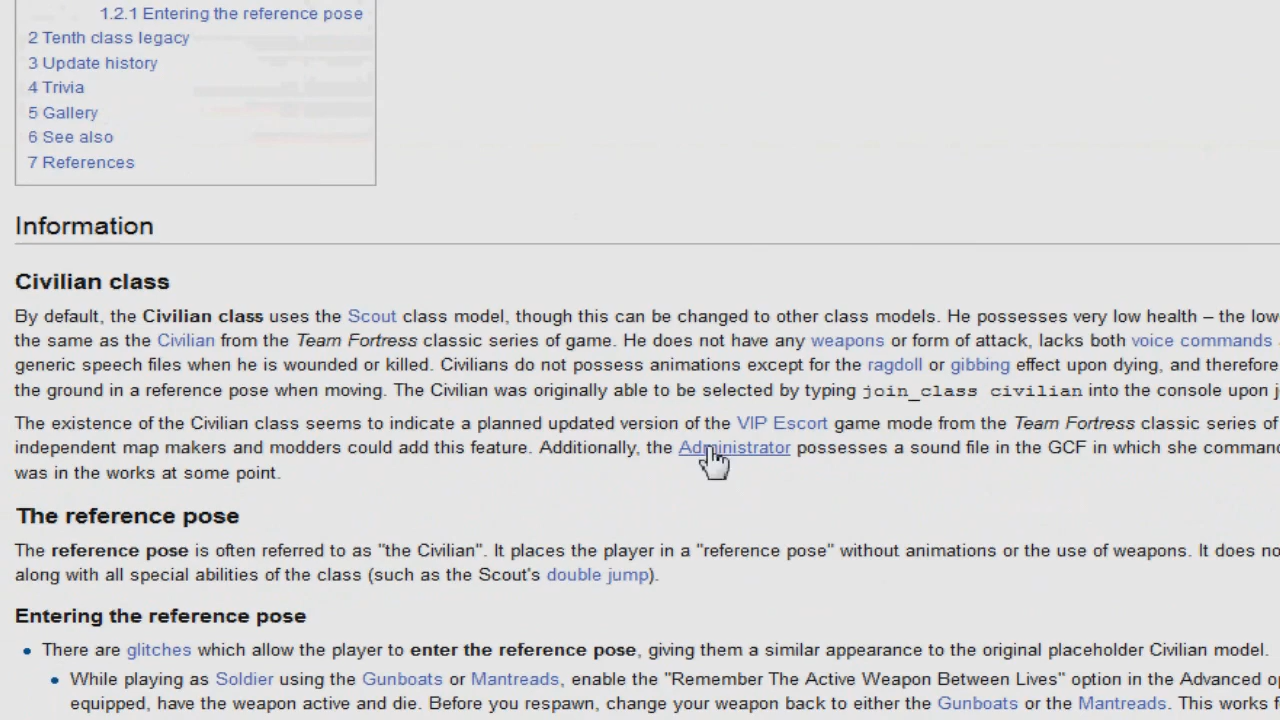 1.2.1 Entering the reference pose
2 Tenth class legacy
3 Update history
4 Trivia
5 Gallery
6 See also
7 References
Information
Civilian class
By default, the Civilian class uses the Scout class model, though this can be changed to other class models. He possesses very low health – the low
the same as the Civilian from the Team Fortress classic series of game. He does not have any weapons or form of attack, lacks both voice commands
generic speech files when he is wounded or killed. Civilians do not possess animations except for the ragdoll or gibbing effect upon dying, and therefore
the ground in a reference pose when moving. The Civilian was originally able to be selected by typing join_class civilian into the console upon j
The existence of the Civilian class seems to indicate a planned updated version of the VIP Escort game mode from the Team Fortress classic series of
independent map makers and modders could add this feature. Additionally, the Administrator possesses a sound file in the GCF in which she command
was in the works at some point.
The reference pose
The reference pose is often referred to as "the Civilian". It places the player in a "reference pose" without animations or the use of weapons. It does no
along with all special abilities of the class (such as the Scout's double jump).
Entering the reference pose
There are glitches which allow the player to enter the reference pose, giving them a similar appearance to the original placeholder Civilian model.
While playing as Soldier using the Gunboats or Mantreads, enable the "Remember The Active Weapon Between Lives" option in the Advanced op
equipped, have the weapon active and die. Before you respawn, change your weapon back to either the Gunboats or the Mantreads. This works f